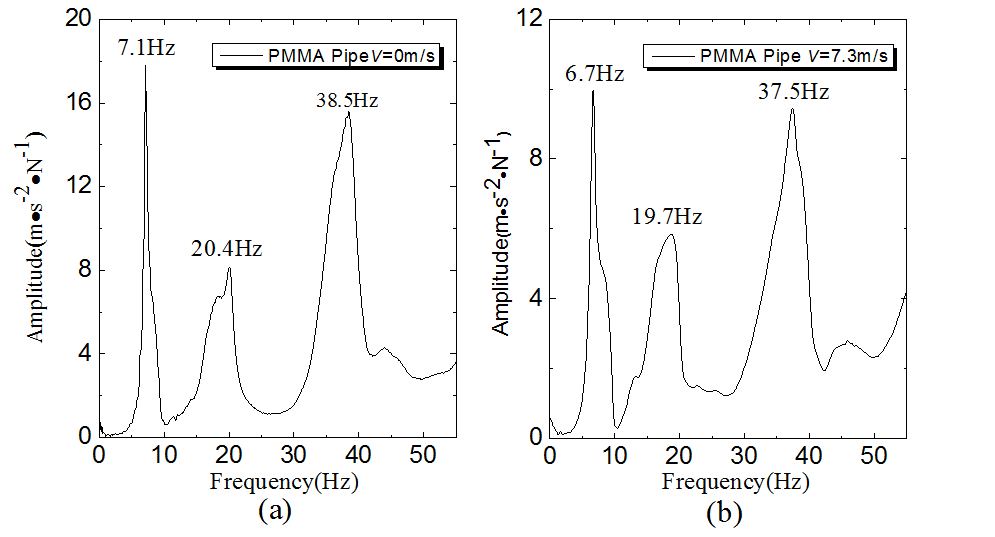 20
16
12
8
4
0
Amplitude(m●s-2●N-1)
7.1Hz
PMMA PipeV=0m/s
38.5Hz
20.4Hz
0 10 20 30 40 50
Frequency(Hz)
(a)
12
8
4
0
Amplitude(m•s-2•N-1)
6.7Hz
PMMA Pipe V=7.3m/s
37.5Hz
19.7Hz
0 10 20 30 40 50
Frequency(Hz)
(b)